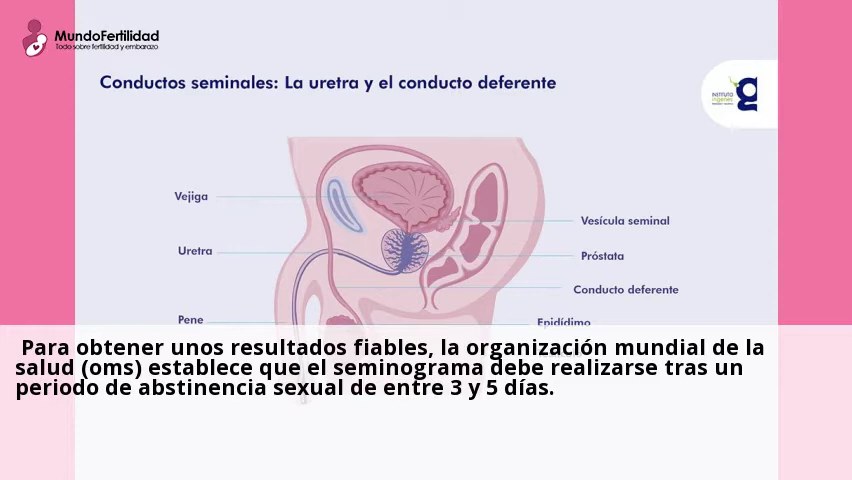 MundoFertilidad
Todo sobre fertilidad y embarazo
Conductos seminales: La uretra y el conducto deferente
INSTITUTO
Vejiga
Vesícula seminal
Uretra
Próstata
Conducto deferente
Pene
Epidídimo
Para obtener unos resultados fiables, la organización mundial de la
salud (oms) establece que el seminograma debe realizarse tras un
periodo de abstinencia sexual de entre 3 y 5 días.